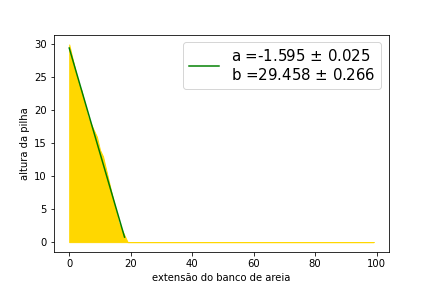 30
25
20
15
10
5
0
altura da pilha
a =-1.595 ± 0.025
b =29.458 ± 0.266
0 20 40 60 80 100
extensão do banco de areia